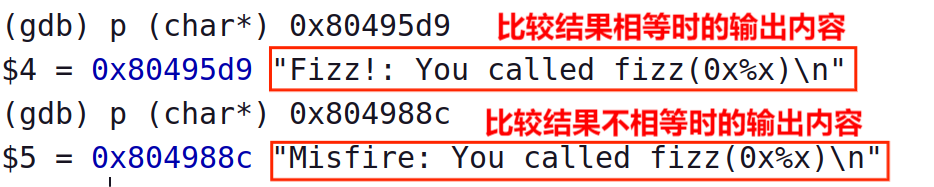 (gdb) p (char*) 0x80495d9 比较结果相等时的输出内容
$4 = 0x80495d9 "Fizz!: You called fizz(0x%x)\n"
(gdb) p (char*) 0x804988c 比较结果不相等时的输出内容
$5 = 0x804988c "Misfire: You called fizz(0x%x)\n"